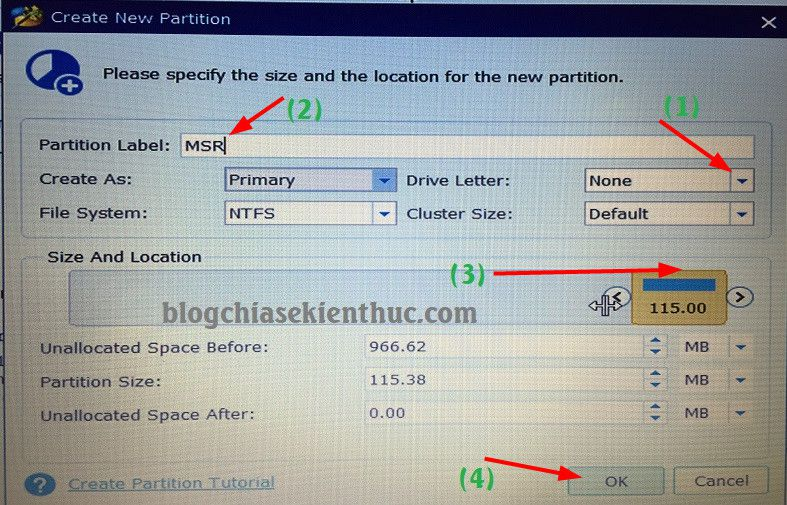 Create New Partition
Please specify the size and the location for the new partition.
(2)
(1)
Partition Label: MSR
Create As: Primary Drive Letter: None
File System: NTFS Cluster Size: Default
Size And Location
(3)
115.00
blogchiasekienthuc.com
Unallocated Space Before: 966.62 MB
Partition Size: 115.38 MB
Unallocated Space After: 0.00 MB
(4)
? Create Partition Tutorial OK Cancel